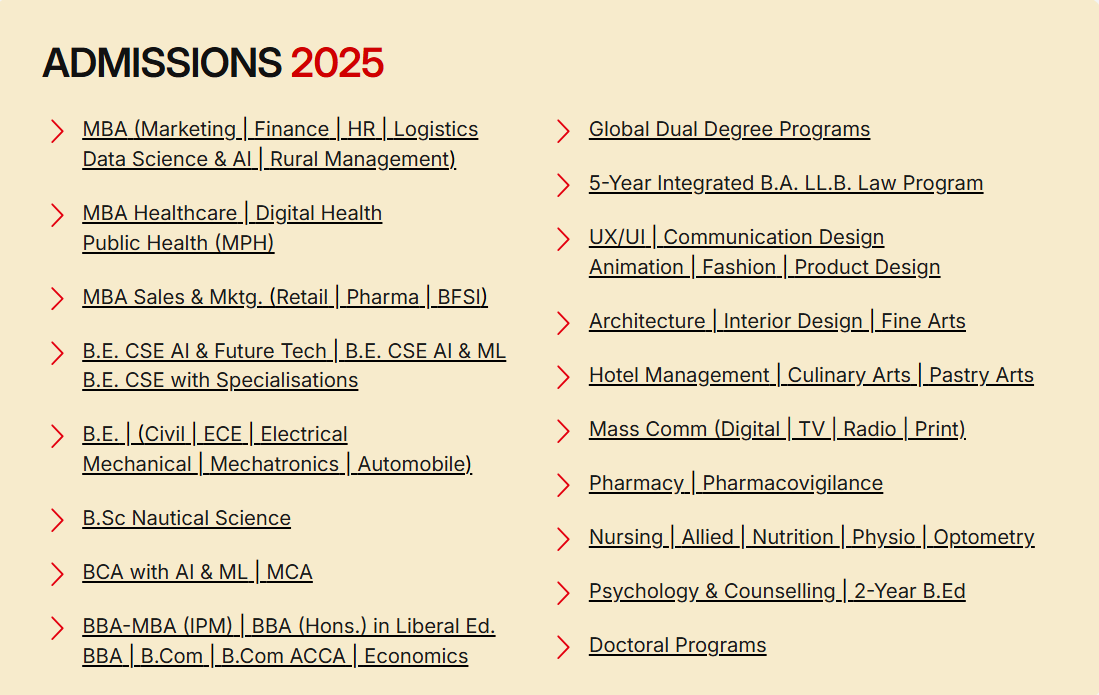 ADMISSIONS 2025
MBA (Marketing | Finance | HR | Logistics
Data Science & AI | Rural Management)
MBA Healthcare | Digital Health
Public Health (MPH)
MBA Sales & Mktg. (Retail | Pharma | BFSI)
B.E. CSE AI & Future Tech | B.E. CSE AI & ML
B.E. CSE with Specialisations
B.E. | (Civil | ECE | Electrical
Mechanical | Mechatronics | Automobile)
B.Sc Nautical Science
BCA with AI & ML | MCA
BBA-MBA (IPM) | BBA (Hons.) in Liberal Ed.
BBA | B.Com | B.Com ACCA | Economics
Global Dual Degree Programs
5-Year Integrated B.A. LL.B. Law Program
UX/UI | Communication Design
Animation | Fashion | Product Design
Architecture | Interior Design | Fine Arts
Hotel Management | Culinary Arts | Pastry Arts
Mass Comm (Digital | TV | Radio | Print)
Pharmacy | Pharmacovigilance
Nursing | Allied | Nutrition | Physio | Optometry
Psychology & Counselling | 2-Year B.Ed
Doctoral Programs